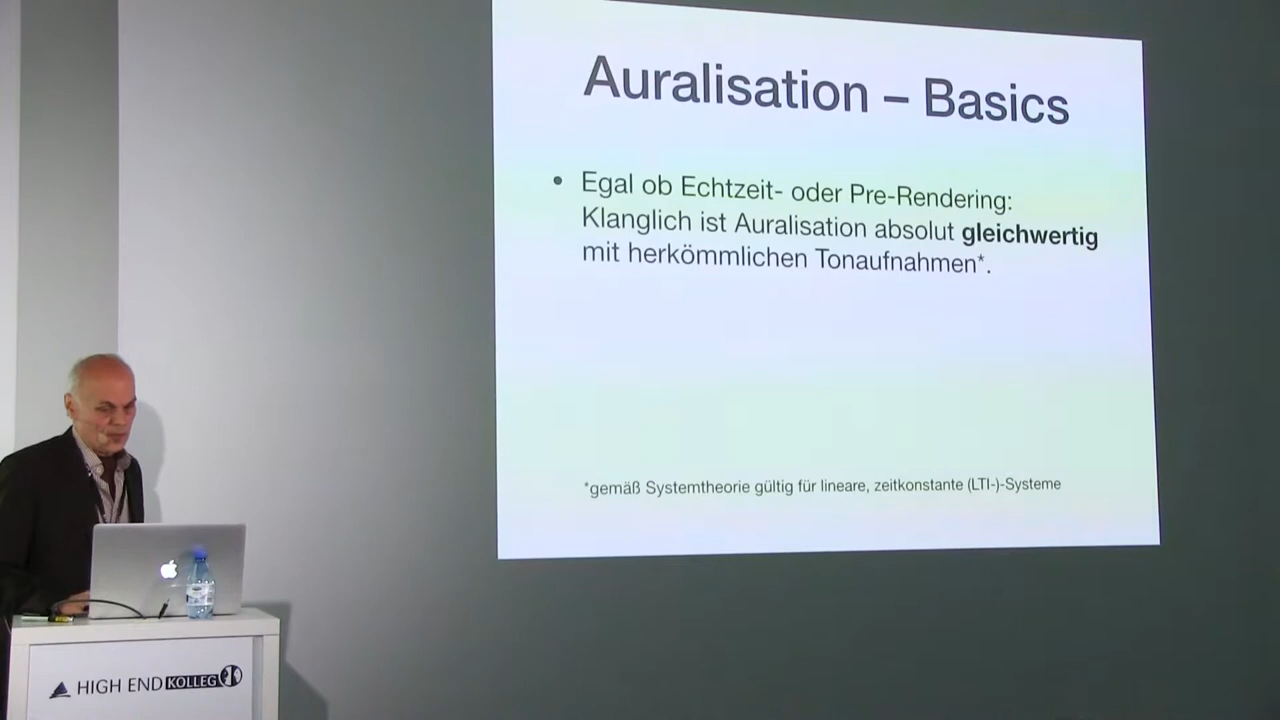 Auralisation – Basics
• Egal ob Echtzeit- oder Pre-Rendering:
Klanglich ist Auralisation absolut gleichwertig
mit herkömmlichen Tonaufnahmen*.
*gemäß Systemtheorie gültig für lineare, zeitkonstante (LTI-)-Systeme
HIGH END KOLLEG